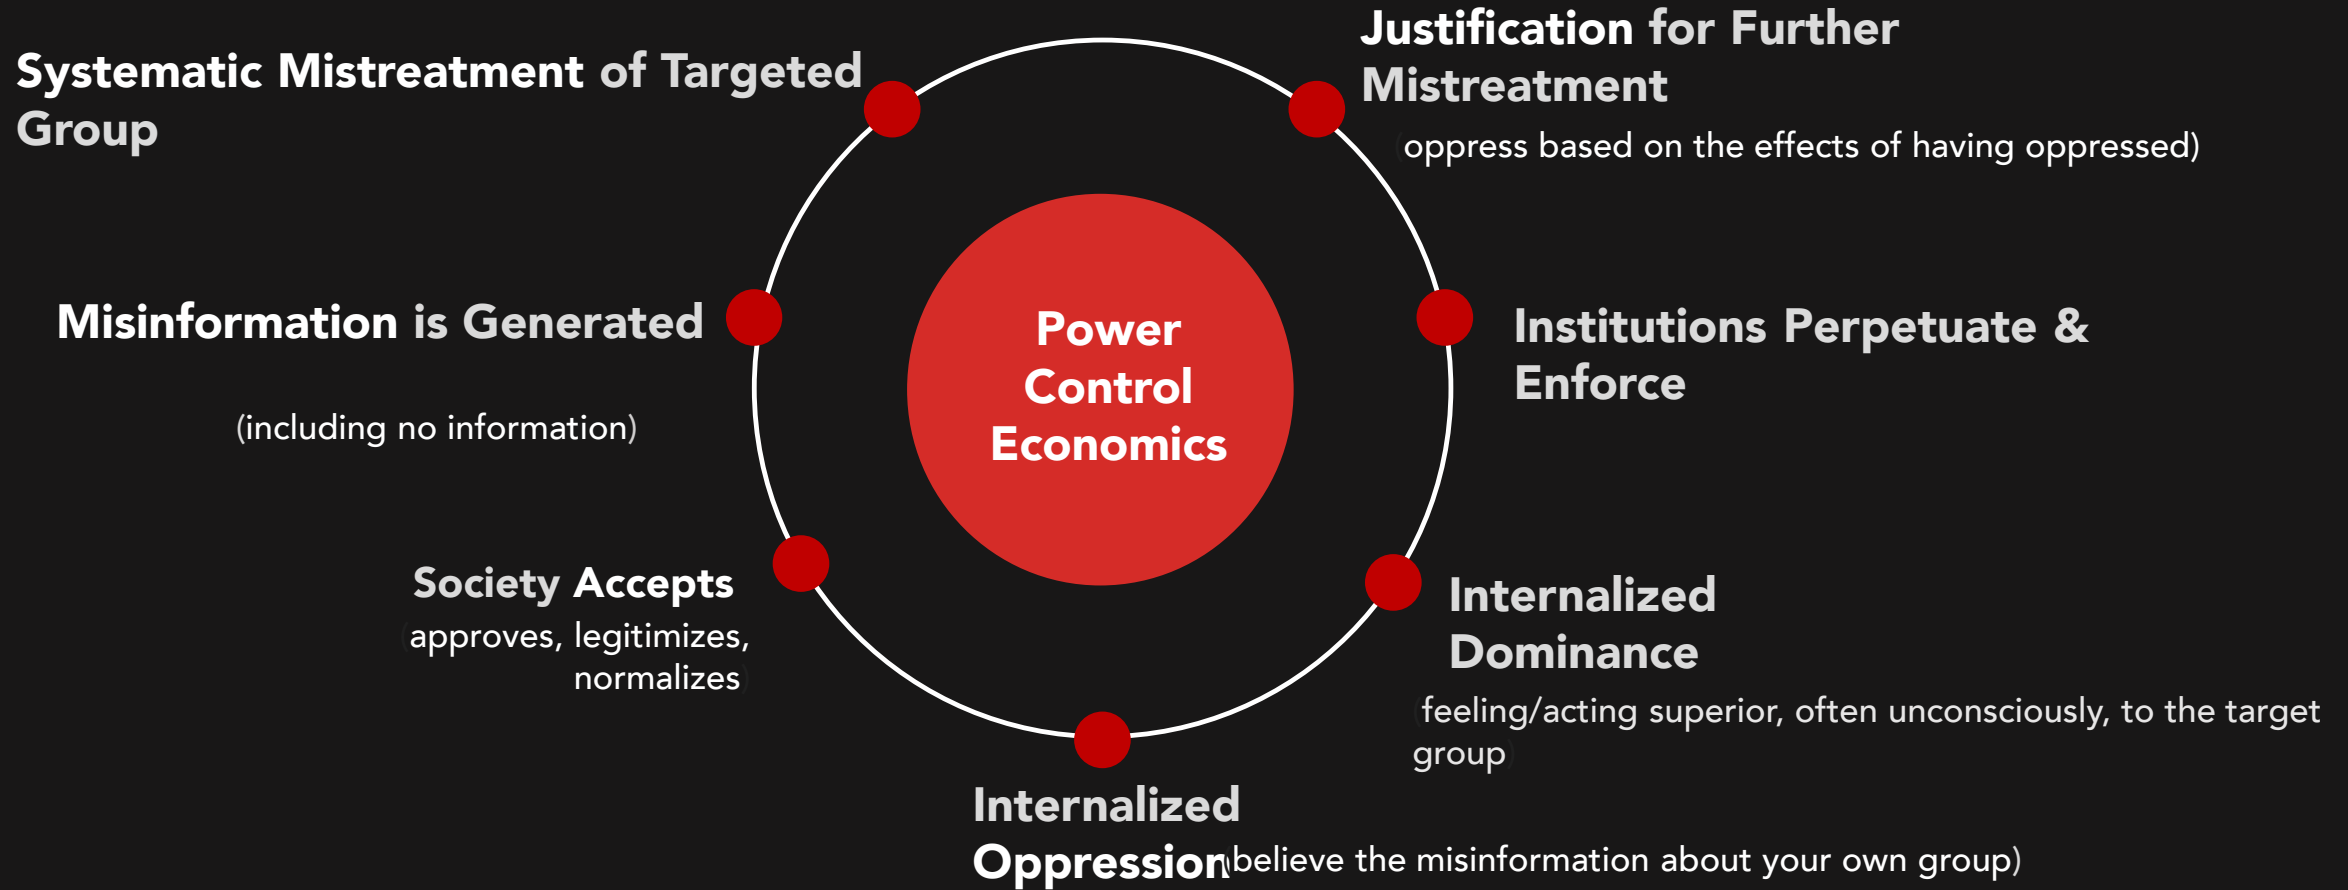 Systematic Mistreatment of Targeted
Group
Justification for Further
Mistreatment
(oppress based on the effects of having oppressed)
Misinformation is Generated
(including no information)
Power
Control
Economics
Institutions Perpetuate &
Enforce
Society Accepts
(approves, legitimizes,
normalizes)
Internalized
Dominance
(feeling/acting superior, often unconsciously, to the target
group)
Internalized
Oppression
(believe the misinformation about your own group)